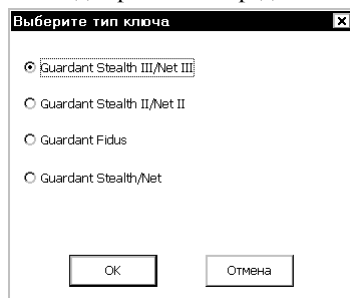 Выберите тип ключа
Guardant Stealth III/Net III
Guardant Stealth II/Net II
Guardant Fidus
Guardant Stealth/Net
OK
Отмена